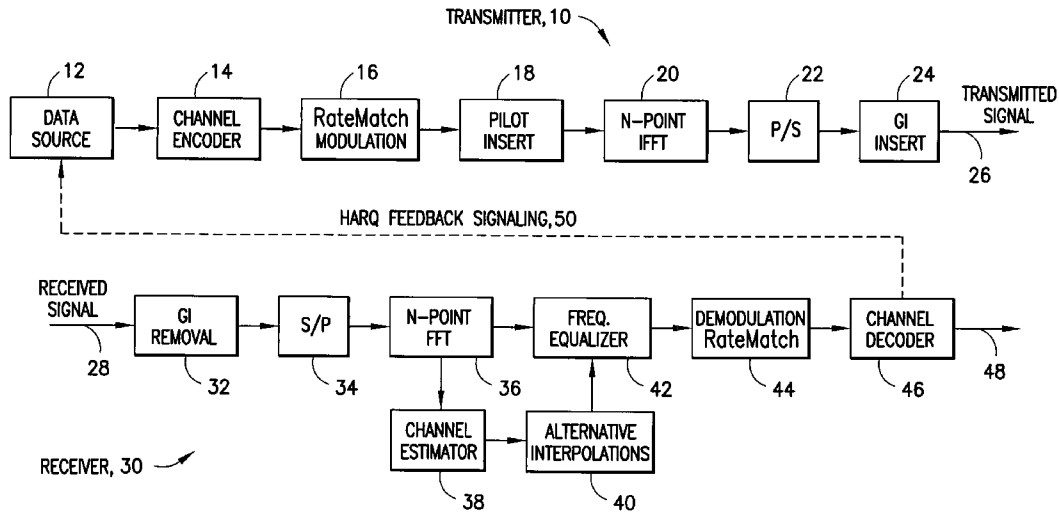 TRANSMITTER, 10
12
14
16
18
20
22
24
DATA
SOURCE
CHANNEL
ENCODER
RateMatch
MODULATION
PILOT
INSERT
N-POINT
IFFT
P/S
GI
INSERT
TRANSMITTED
SIGNAL
26
HARQ FEEDBACK SIGNALING, 50
RECEIVED
SIGNAL
28
GI
REMOVAL
32
S/P
34
N-POINT
FFT
36
FREQ.
EQUALIZER
42
DEMODULATION
RateMatch
44
CHANNEL
DECODER
46
48
CHANNEL
ESTIMATOR
38
ALTERNATIVE
INTERPOLATIONS
40
RECEIVER, 30